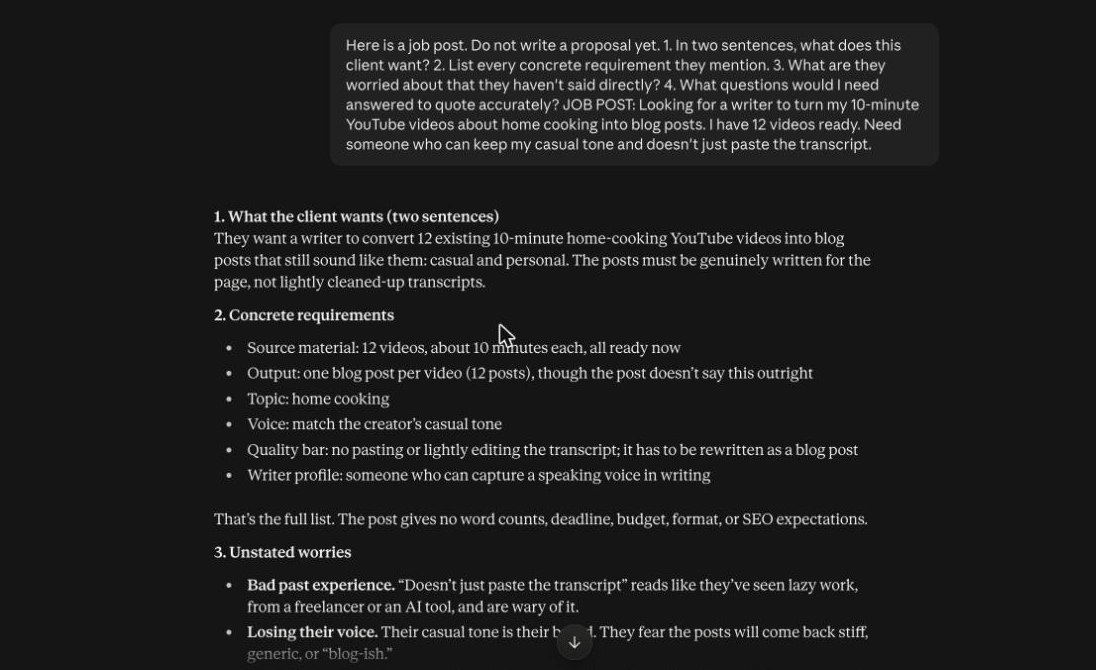 Here is a job post. Do not write a proposal yet. 1. In two sentences, what does this
client want? 2. List every concrete requirement they mention. 3. What are they
worried about that they haven't said directly? 4. What questions would I need
answered to quote accurately? JOB POST: Looking for a writer to turn my 10-minute
YouTube videos about home cooking into blog posts. I have 12 videos ready. Need
someone who can keep my casual tone and doesn't just paste the transcript.
1. What the client wants (two sentences)
They want a writer to convert 12 existing 10-minute home-cooking YouTube videos into blog
posts that still sound like them: casual and personal. The posts must be genuinely written for the
page, not lightly cleaned-up transcripts.
2. Concrete requirements
• Source material: 12 videos, about 10 minutes each, all ready now
• Output: one blog post per video (12 posts), though the post doesn't say this outright
• Topic: home cooking
• Voice: match the creator's casual tone
• Quality bar: no pasting or lightly editing the transcript; it has to be rewritten as a blog post
• Writer profile: someone who can capture a speaking voice in writing
That's the full list. The post gives no word counts, deadline, budget, format, or SEO expectations.
3. Unstated worries
• Bad past experience. “Doesn't just paste the transcript” reads like they've seen lazy work,
from a freelancer or an AI tool, and are wary of it.
• Losing their voice. Their casual tone is their They fear the posts will come back stiff,
generic, or “blog-ish.”